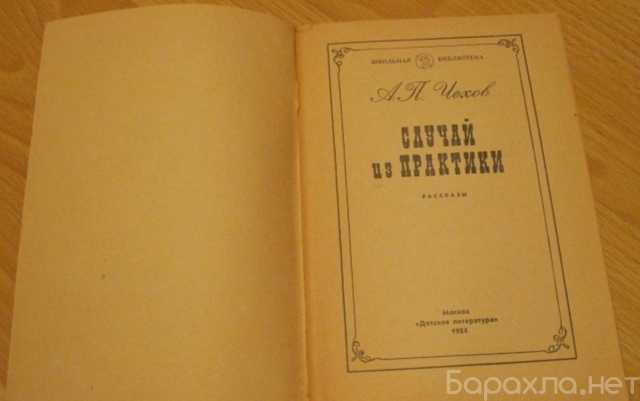 ШКОЛЬНАЯ БИБЛИОТЕКА
А.П. Чехов
СЛУЧАЙ
из ПРАКТИКИ
РАССКАЗЫ
Москва
«Детская литература»
Барахла.нет